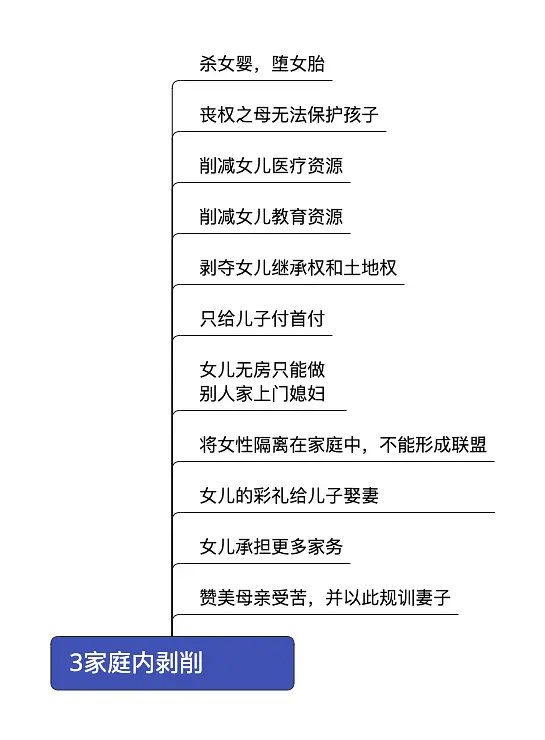 杀女婴，堕女胎
丧权之母无法保护孩子
削减女儿医疗资源
削减女儿教育资源
剥夺女儿继承权和土地权
只给儿子付首付
女儿无房只能做
别人家上门媳妇
将女性隔离在家庭中，不能形成联盟
女儿的彩礼给儿子娶妻
女儿承担更多家务
赞美母亲受苦，并以此规训妻子
3家庭内剥削